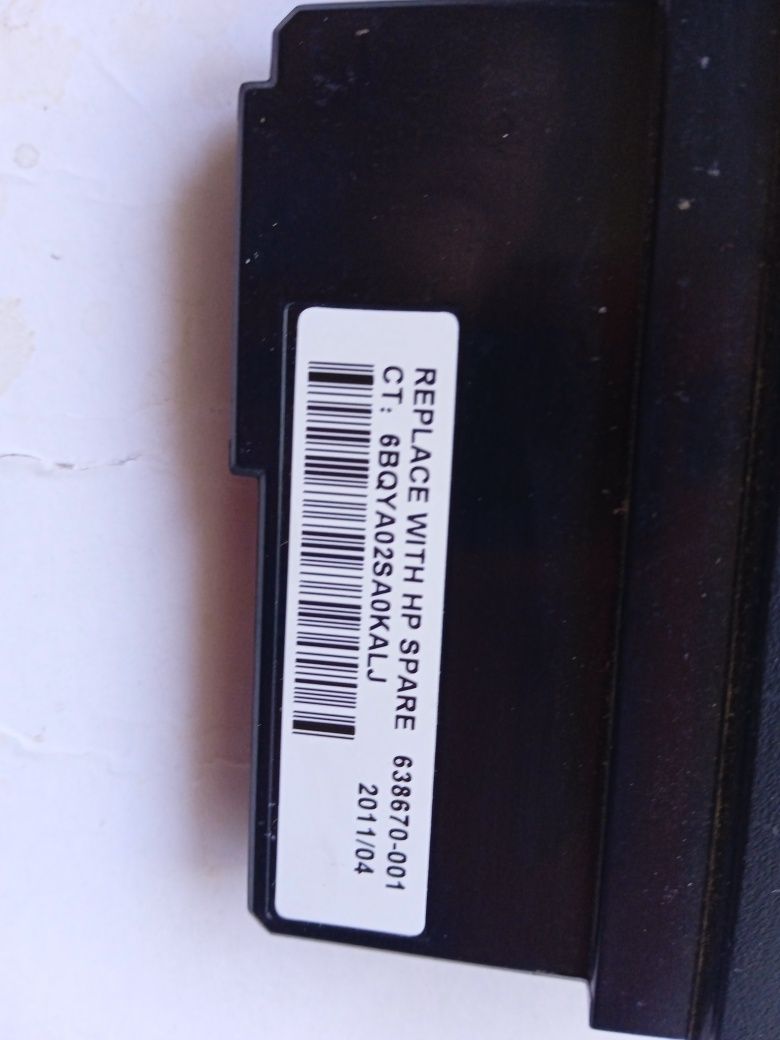 REPLACE WITH HP SPARE 638670-001
CT: 6BQYA02SA0KALJ 2011/04